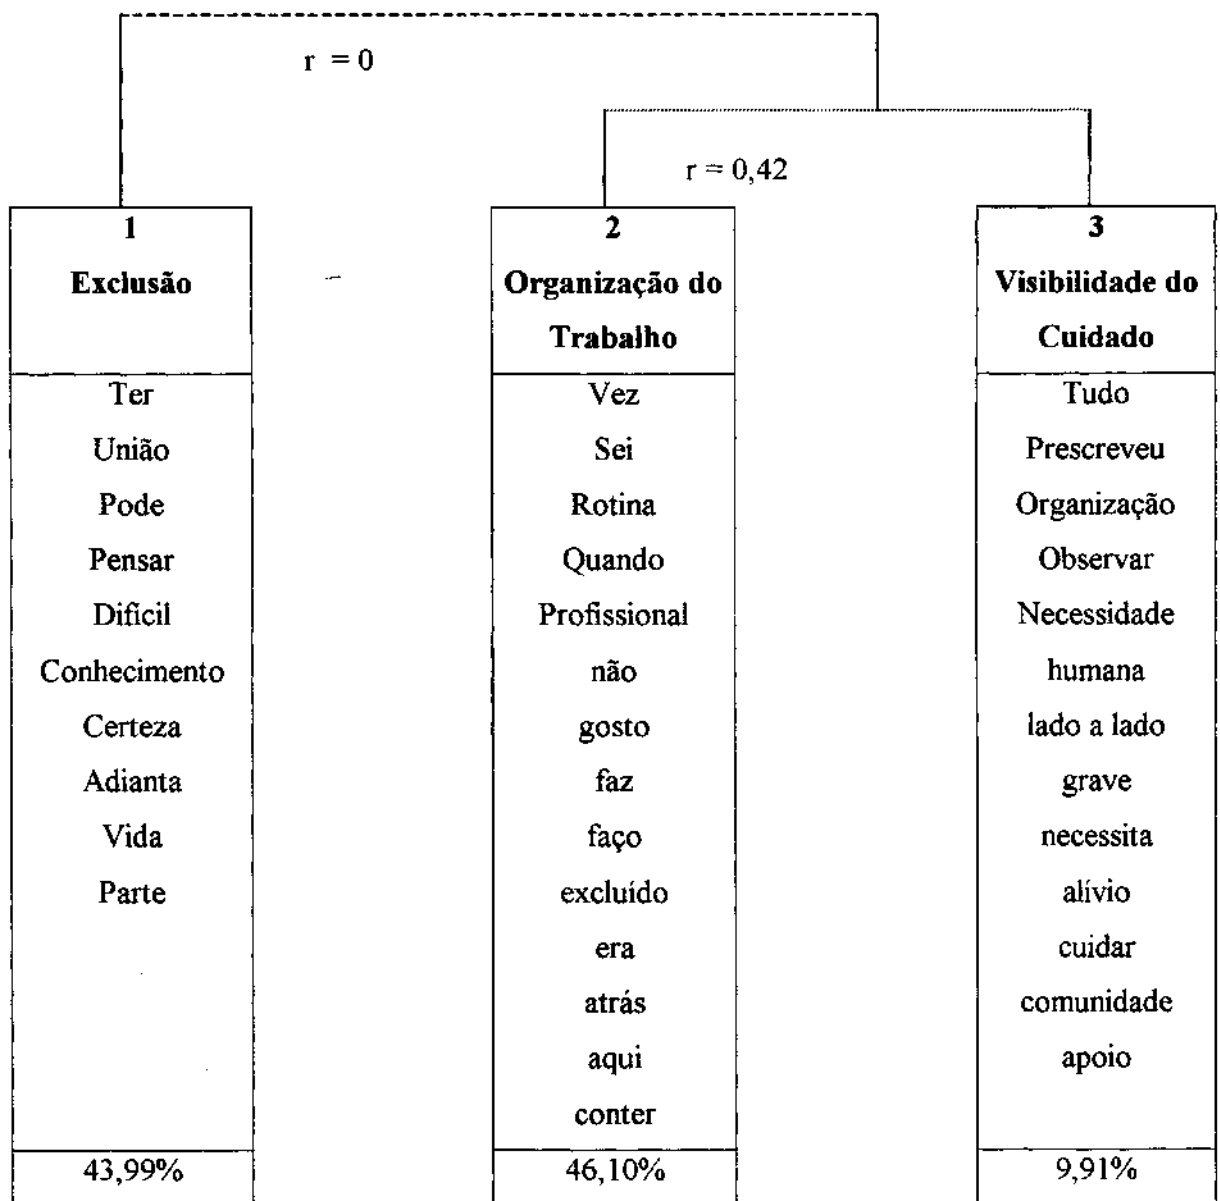 r = 0
r = 0,42
1
Exclusão
Ter
União
Pode
Pensar
Difícil
Conhecimento
Certeza
Adianta
Vida
Parte
43,99%
2
Organização do
Trabalho
Vez
Sei
Rotina
Quando
Profissional
não
gosto
faz
faço
excluído
era
atrás
aqui
conter
46,10%
3
Visibilidade do
Cuidado
Tudo
Prescreveu
Organização
Observar
Necessidade
humana
lado a lado
grave
necessita
alívio
cuidar
comunidade
apoio
9,91%